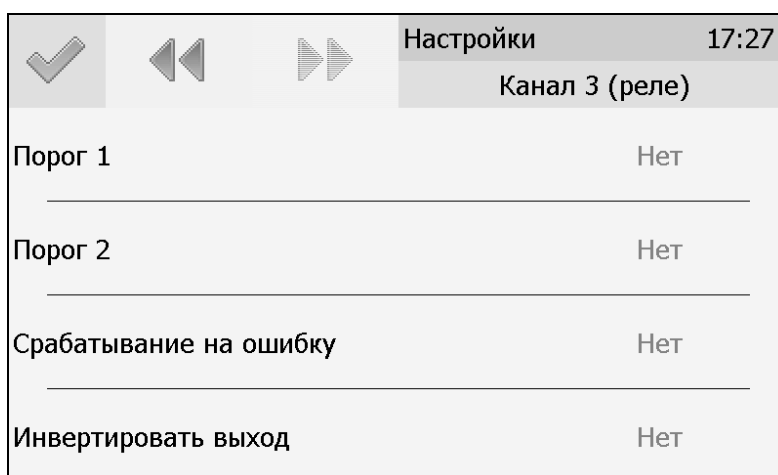 Настройки 17:27
Канал 3 (реле)
Порог 1 Нет
Порог 2 Нет
Срабатывание на ошибку Нет
Инвертировать выход Нет